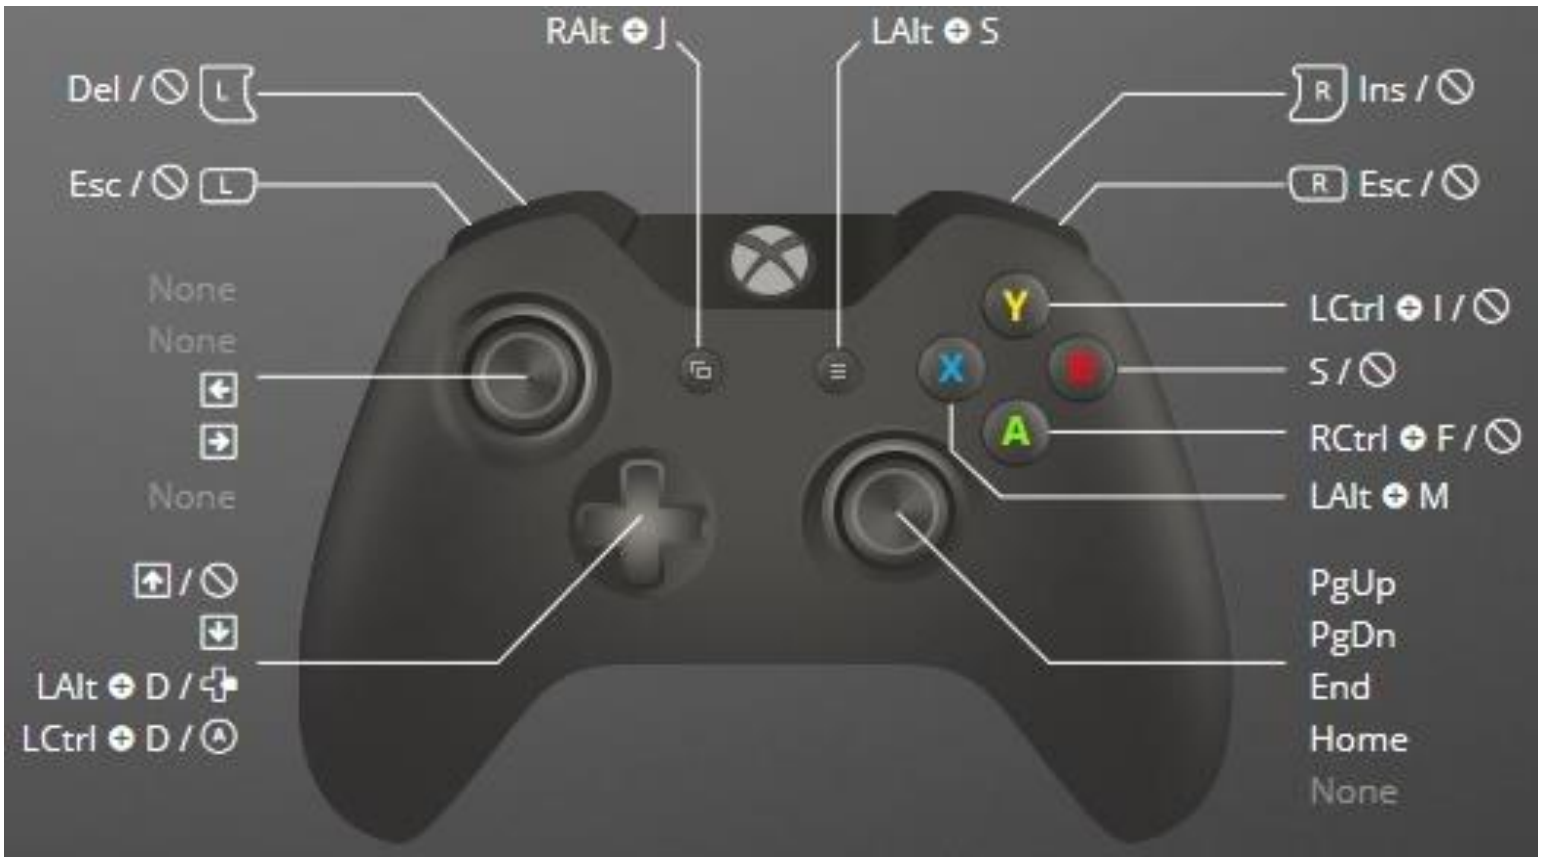 RAlt + J
LAlt + S
Del / L
Esc / L
None
None
None
LAlt + D /
LCtrl + D / A
R Ins /
R Esc /
Y
X
A
LCtrl + I /
S /
RCtrl + F /
LAlt + M
PgUp
PgDn
End
Home
None